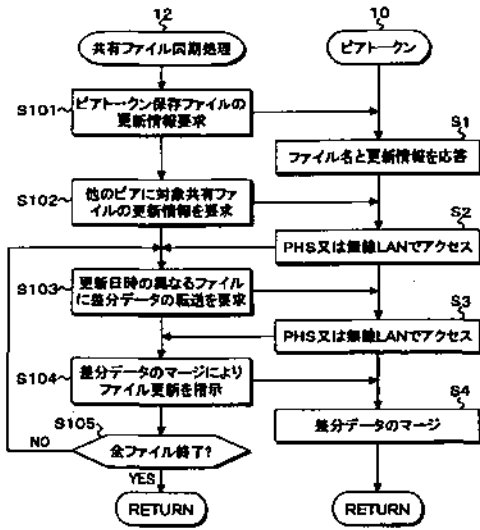 12
共有ファイル同期処理
S101
ピアトークン保存ファイルの
更新情報要求
S102
他のピアに対象共有ファ
イルの更新情報を要求
S103
更新日時の異なるファイル
に差分データの転送を要求
S104
差分データのマージにより
ファイル更新を指示
S105
全ファイル終了?
NO
YES
RETURN
10
ピアトークン
S1
ファイル名と更新情報を応答
S2
PHS又は無線LANでアクセス
S3
PHS又は無線LANでアクセス
S4
差分データのマージ
RETURN